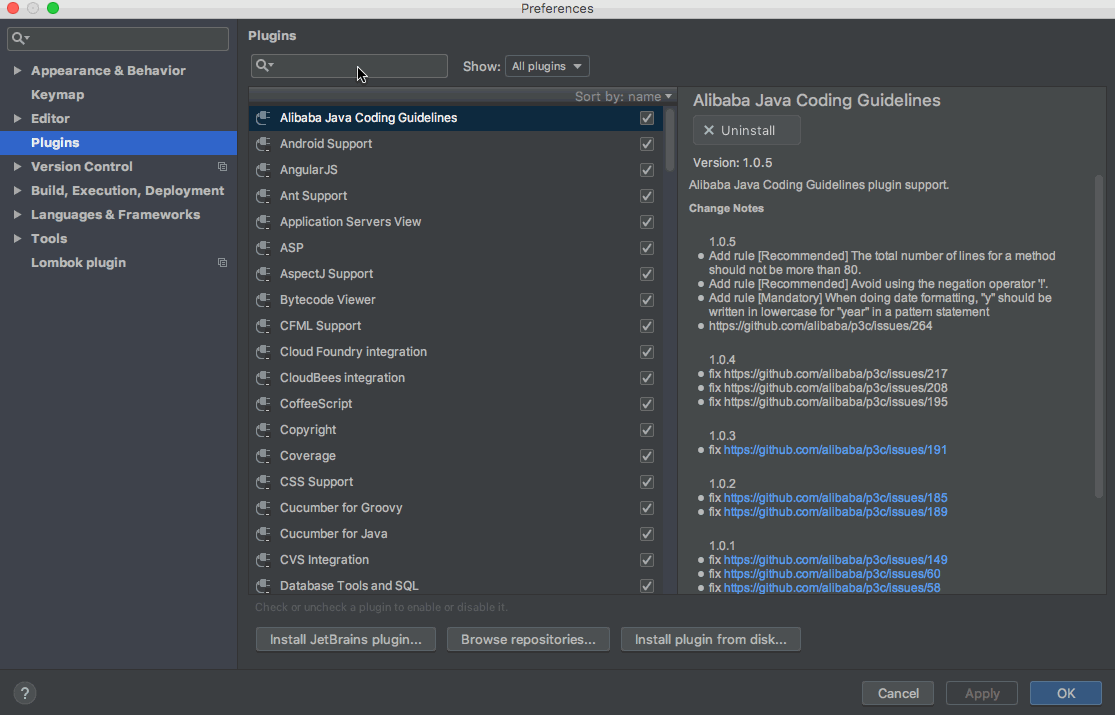 Preferences
Appearance & Behavior
Keymap
Editor
Plugins
Version Control
Build, Execution, Deployment
Languages & Frameworks
Tools
Lombok plugin
Plugins
Show: All plugins
Sort by: name
Alibaba Java Coding Guidelines
Android Support
AngularJS
Ant Support
Application Servers View
ASP
AspectJ Support
Bytecode Viewer
CFML Support
Cloud Foundry integration
CloudBees integration
CoffeeScript
Copyright
Coverage
CSS Support
Cucumber for Groovy
Cucumber for Java
CVS Integration
Database Tools and SQL
Check or uncheck a plugin to enable or disable it.
Install JetBrains plugin...
Browse repositories...
Install plugin from disk...
Alibaba Java Coding Guidelines
Uninstall
Version: 1.0.5
Alibaba Java Coding Guidelines plugin support.
Change Notes
1.0.5
Add rule [Recommended] The total number of lines for a method
should not be more than 80.
Add rule [Recommended] Avoid using the negation operator '!'.
Add rule [Mandatory] When doing date formatting, "y" should be
written in lowercase for "year" in a pattern statement
https://github.com/alibaba/p3c/issues/264
1.0.4
fix https://github.com/alibaba/p3c/issues/217
fix https://github.com/alibaba/p3c/issues/208
fix https://github.com/alibaba/p3c/issues/195
1.0.3
fix https://github.com/alibaba/p3c/issues/191
1.0.2
fix https://github.com/alibaba/p3c/issues/185
fix https://github.com/alibaba/p3c/issues/189
1.0.1
fix https://github.com/alibaba/p3c/issues/149
fix https://github.com/alibaba/p3c/issues/60
fix https://github.com/alibaba/p3c/issues/58
?
Cancel
Apply
OK